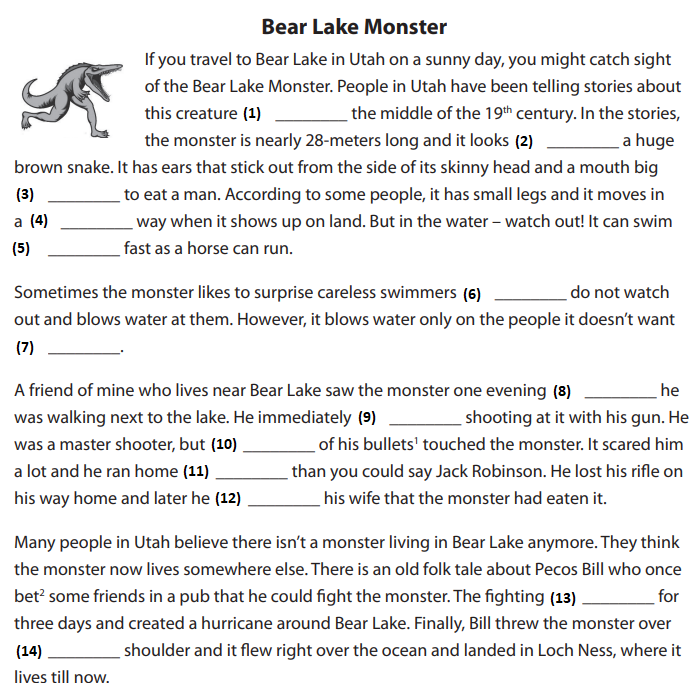 Bear Lake Monster
If you travel to Bear Lake in Utah on a sunny day, you might catch sight
of the Bear Lake Monster. People in Utah have been telling stories about
this creature (1) ________ the middle of the 19th century. In the stories,
the monster is nearly 28-meters long and it looks (2) ________ a huge
brown snake. It has ears that stick out from the side of its skinny head and a mouth big
(3) ________ to eat a man. According to some people, it has small legs and it moves in
a (4) ________ way when it shows up on land. But in the water – watch out! It can swim
(5) ________ fast as a horse can run.
Sometimes the monster likes to surprise careless swimmers (6) ________ do not watch
out and blows water at them. However, it blows water only on the people it doesn't want
(7) ________.
A friend of mine who lives near Bear Lake saw the monster one evening (8) ________ he
was walking next to the lake. He immediately (9) ________ shooting at it with his gun. He
was a master shooter, but (10) ________ of his bullets¹ touched the monster. It scared him
a lot and he ran home (11) ________ than you could say Jack Robinson. He lost his rifle on
his way home and later he (12) ________ his wife that the monster had eaten it.
Many people in Utah believe there isn't a monster living in Bear Lake anymore. They think
the monster now lives somewhere else. There is an old folk tale about Pecos Bill who once
bet² some friends in a pub that he could fight the monster. The fighting (13) ________ for
three days and created a hurricane around Bear Lake. Finally, Bill threw the monster over
(14) ________ shoulder and it flew right over the ocean and landed in Loch Ness, where it
lives till now.